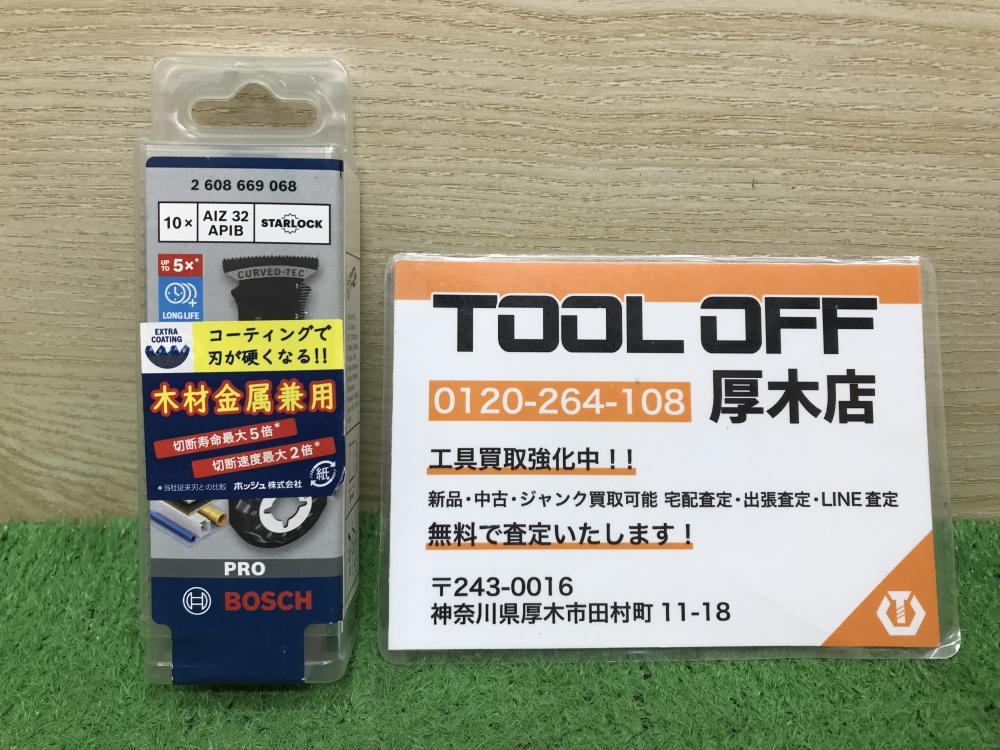 2 608 669 068
10×
AIZ 32
APIB
STARLOCK
UP TO 5×*
CURVED-TEC
1
2
LONG LIFE
EXTRA
COATING
コーティングで
刃が硬くなる!!
木材金属兼用
切断寿命最大5倍*
切断速度最大2倍*
*当社従来刃との比較 ボッシュ株式会社
紙
PRO
BOSCH
TOOL OFF
0120-264-108 厚木店
工具買取強化中!!
新品・中古・ジャンク買取可能 宅配査定・出張査定・LINE査定
無料で査定いたします!
〒243-0016
神奈川県厚木市田村町 11-18